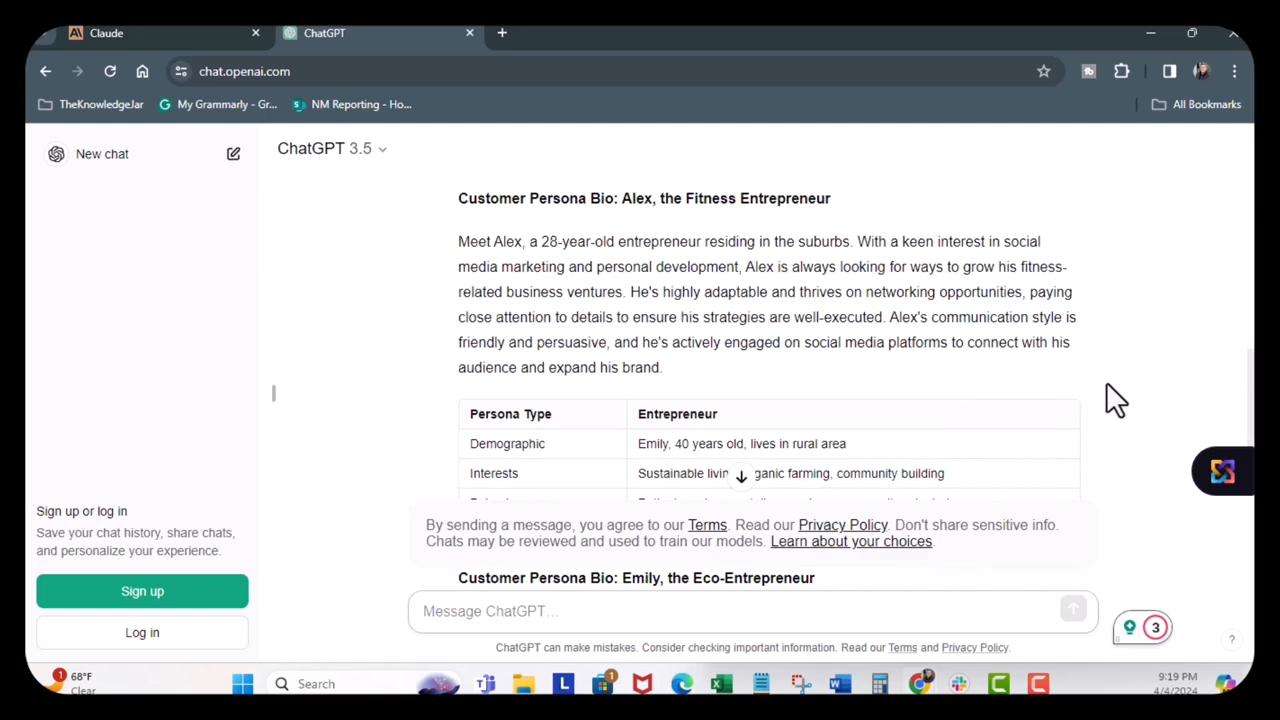 Claude
ChatGPT
chat.openai.com
TheKnowledgeJar
My Grammarly - Gr...
NM Reporting - Ho...
All Bookmarks
New chat
ChatGPT 3.5
Customer Persona Bio: Alex, the Fitness Entrepreneur
Meet Alex, a 28-year-old entrepreneur residing in the suburbs. With a keen interest in social
media marketing and personal development, Alex is always looking for ways to grow his fitness-
related business ventures. He's highly adaptable and thrives on networking opportunities, paying
close attention to details to ensure his strategies are well-executed. Alex's communication style is
friendly and persuasive, and he's actively engaged on social media platforms to connect with his
audience and expand his brand.
Persona Type Entrepreneur
Demographic Emily, 40 years old, lives in rural area
Interests Sustainable farming, community building
By sending a message, you agree to our Terms. Read our Privacy Policy. Don't share sensitive info.
Chats may be reviewed and used to train our models. Learn about your choices.
Customer Persona Bio: Emily, the Eco-Entrepreneur
Sign up or log in
Save your chat history, share chats,
and personalize your experience.
Sign up
Log in
Message ChatGPT...
3
?
ChatGPT can make mistakes. Consider checking important information. Read our Terms and Privacy Policy.
1
68°F
Clear
Search
1
9:19 PM
4/4/2024